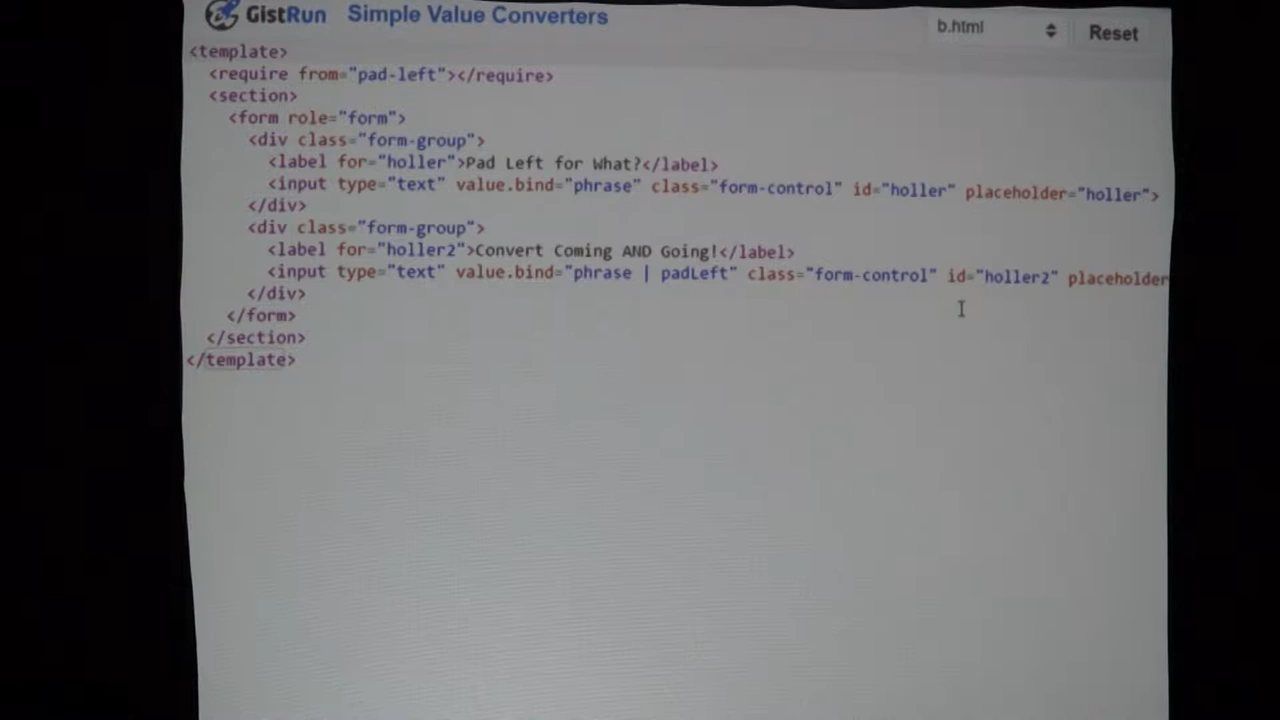 GistRun Simple Value Converters b.html Reset
<template>
<require from="pad-left"></require>
<section>
<form role="form">
<div class="form-group">
<label for="holler">Pad Left for What?</label>
<input type="text" value.bind="phrase" class="form-control" id="holler" placeholder="holler">
</div>
<div class="form-group">
<label for="holler2">Convert Coming AND Going!</label>
<input type="text" value.bind="phrase | padLeft" class="form-control" id="holler2" placeholder
</div>
</form>
</section>
</template>